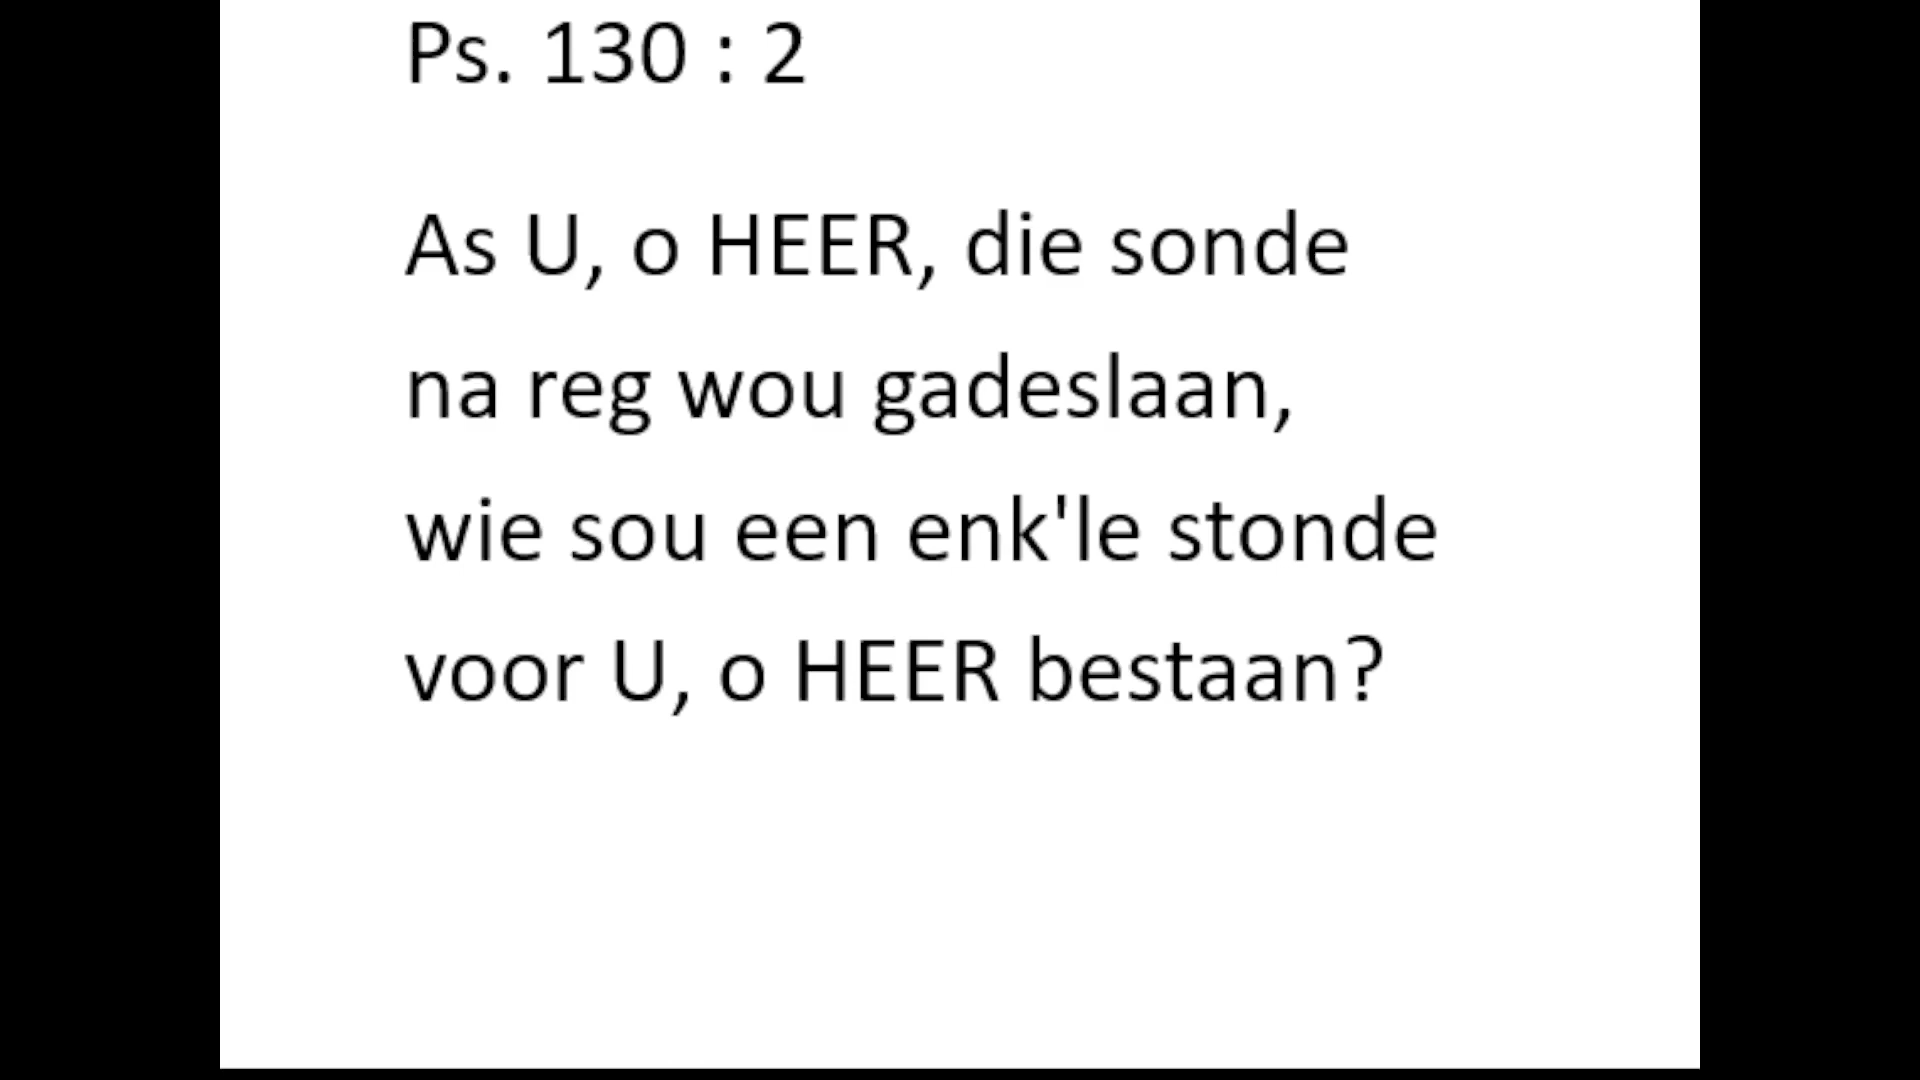 Ps. 130 : 2
As U, o HEER, die sonde
na reg wou gadeslaan,
wie sou een enk'le stonde
voor U, o HEER bestaan?